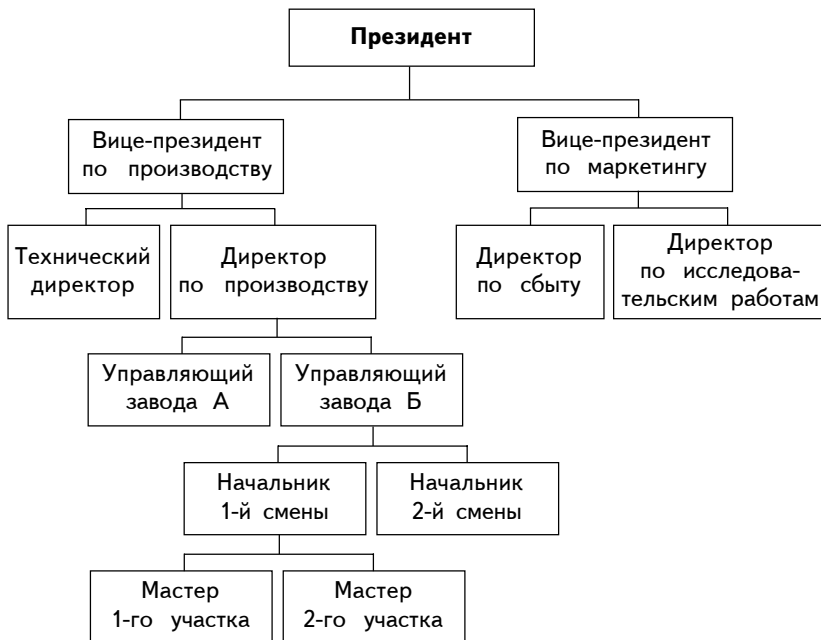 Президент
Вице-президент
по производству
Вице-президент
по маркетингу
Технический
директор
Директор
по производству
Директор
по сбыту
Директор
по исследова-
тельским работам
Управляющий
завода А
Управляющий
завода Б
Начальник
1-й смены
Начальник
2-й смены
Мастер
1-го участка
Мастер
2-го участка